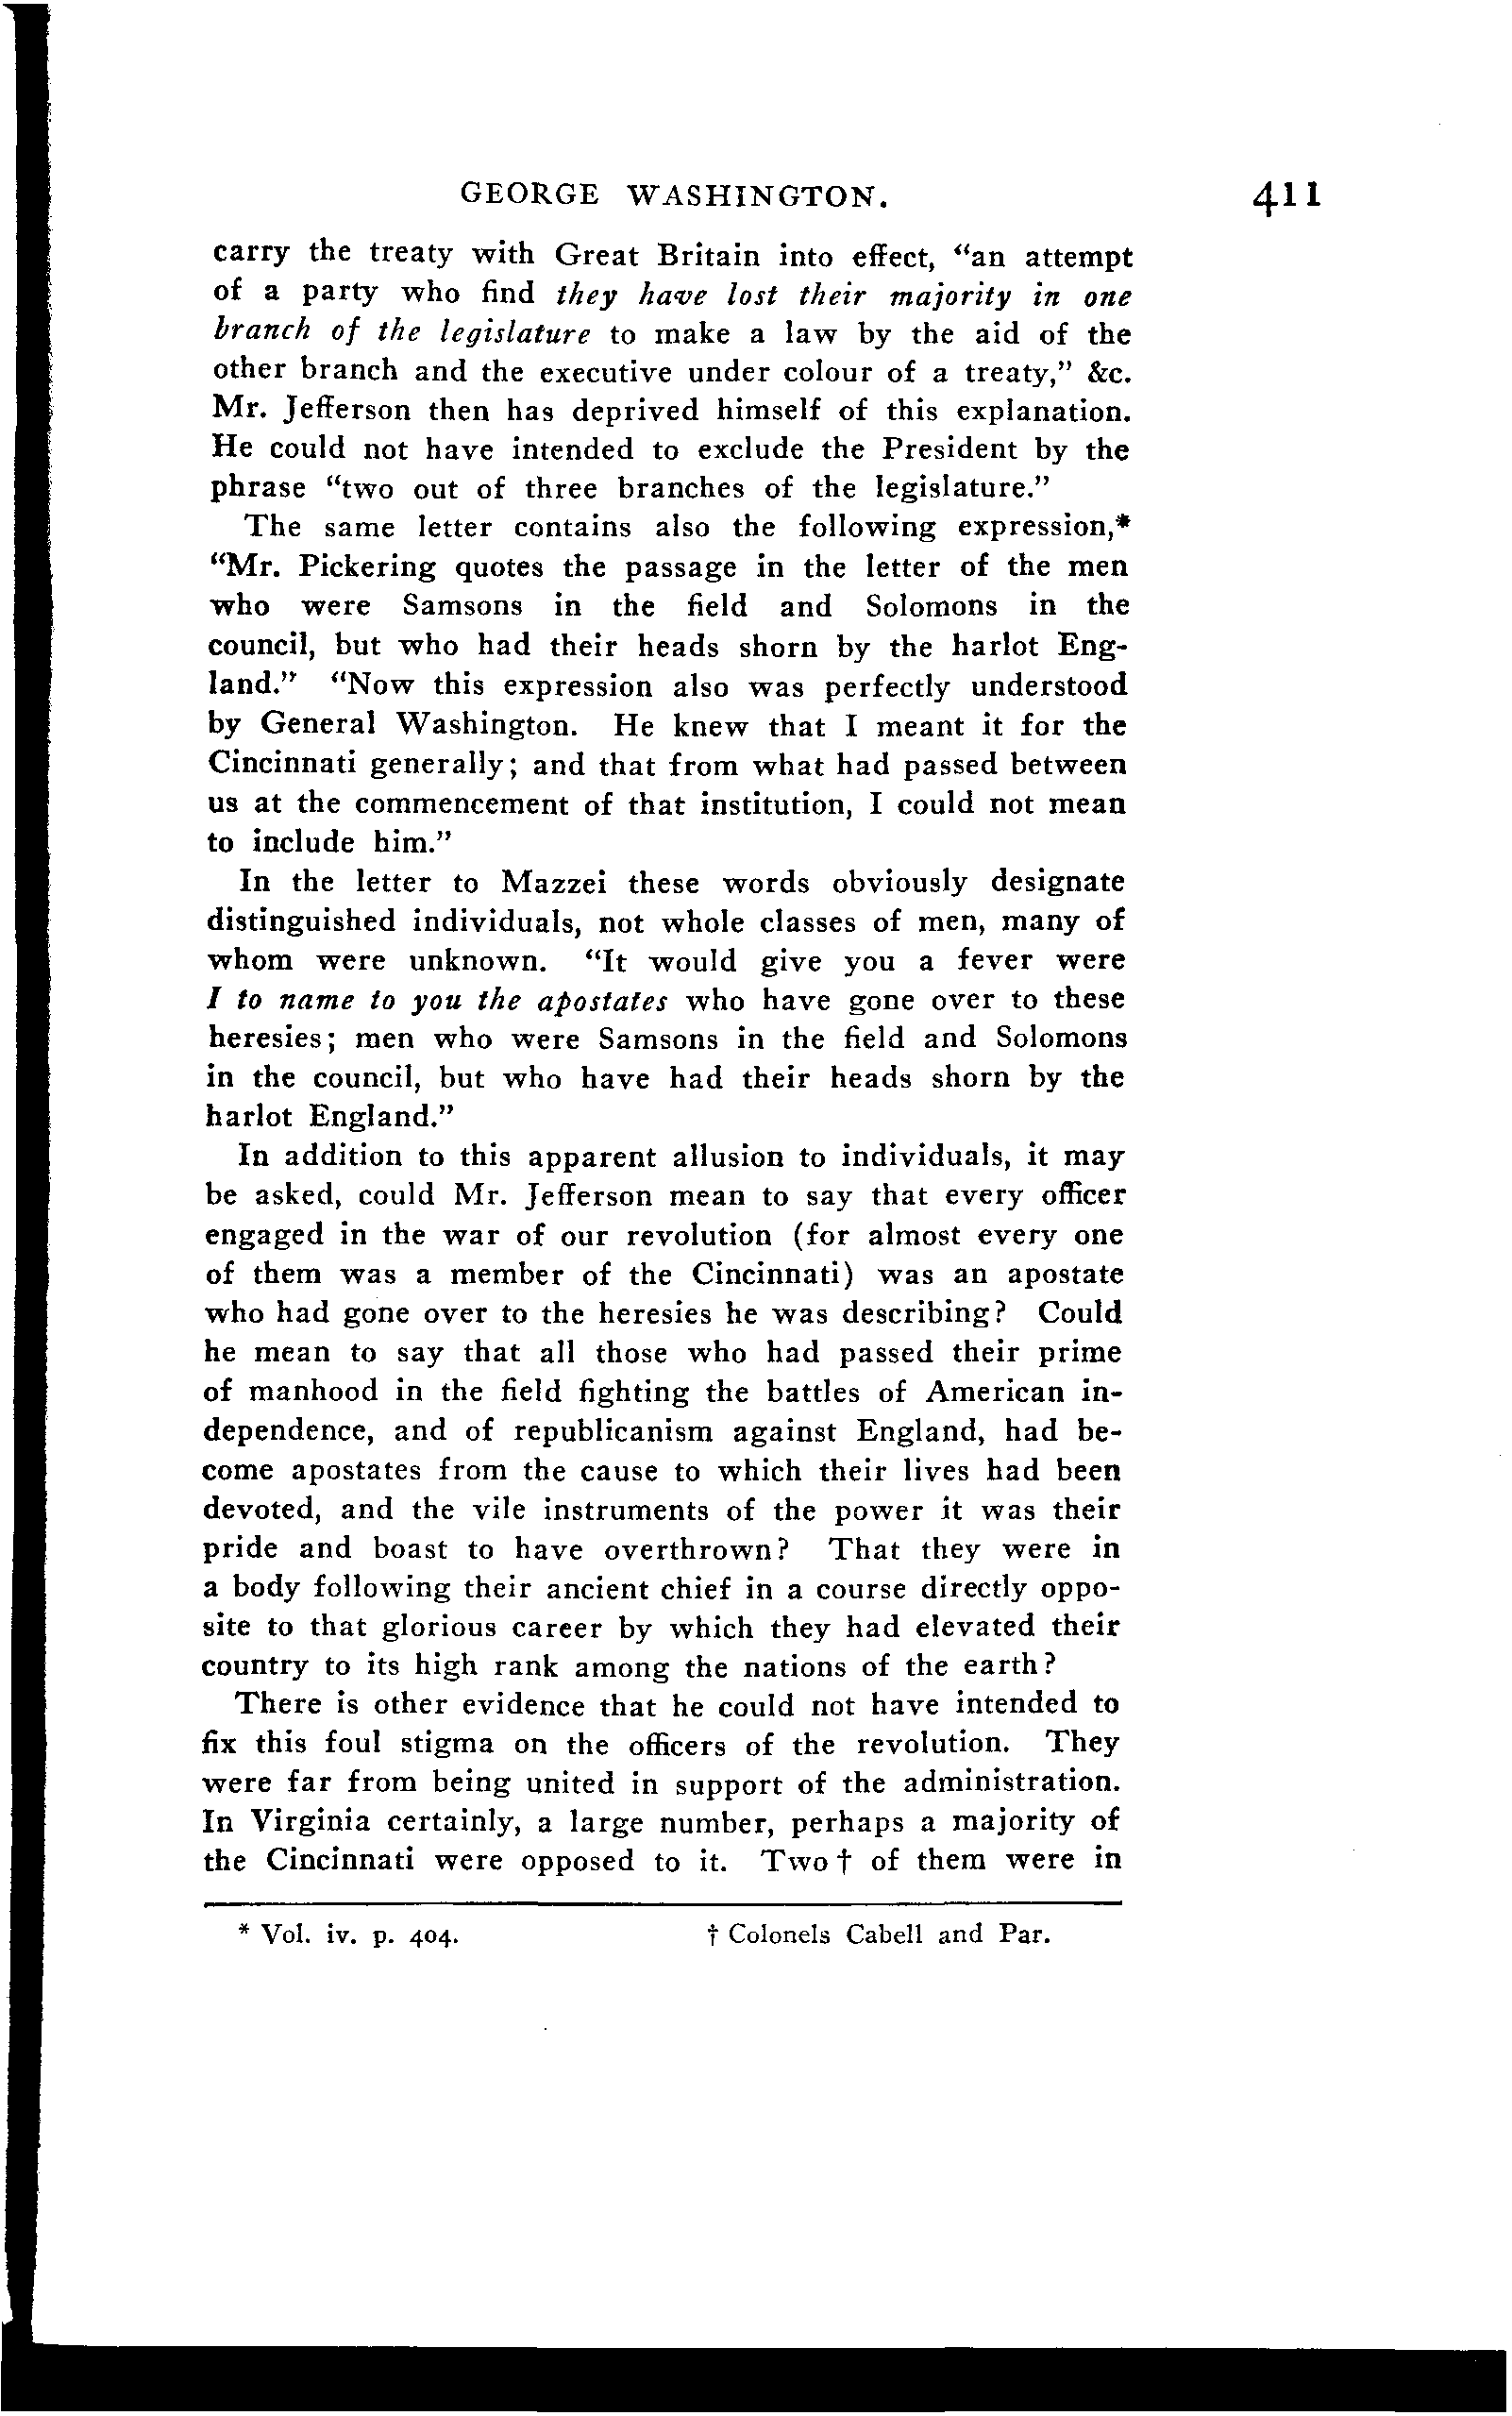 GEORGE WASHINGTON. 411
carry the treaty with Great Britain into effect, "an attempt
of a party who find they have lost their majority in one
branch of the legislature to make a law by the aid of the
other branch and the executive under colour of a treaty," &c.
Mr. Jefferson then has deprived himself of this explanation.
He could not have intended to exclude the President by the
phrase "two out of three branches of the legislature."
The same letter contains also the following expression,*
"Mr. Pickering quotes the passage in the letter of the men
who were Samsons in the field and Solomons in the
council, but who had their heads shorn by the harlot Eng-
land." "Now this expression also was perfectly understood
by General Washington. He knew that I meant it for the
Cincinnati generally; and that from what had passed between
us at the commencement of that institution, I could not mean
to include him."
In the letter to Mazzei these words obviously designate
distinguished individuals, not whole classes of men, many of
whom were unknown. "It would give you a fever were
I to name to you the apostates who have gone over to these
heresies; men who were Samsons in the field and Solomons
in the council, but who have had their heads shorn by the
harlot England."
In addition to this apparent allusion to individuals, it may
be asked, could Mr. Jefferson mean to say that every officer
engaged in the war of our revolution (for almost every one
of them was a member of the Cincinnati) was an apostate
who had gone over to the heresies he was describing? Could
he mean to say that all those who had passed their prime
of manhood in the field fighting the battles of American in-
dependence, and of republicanism against England, had be-
come apostates from the cause to which their lives had been
devoted, and the vile instruments of the power it was their
pride and boast to have overthrown? That they were in
a body following their ancient chief in a course directly oppo-
site to that glorious career by which they had elevated their
country to its high rank among the nations of the earth?
There is other evidence that he could not have intended to
fix this foul stigma on the officers of the revolution. They
were far from being united in support of the administration.
In Virginia certainly, a large number, perhaps a majority of
the Cincinnati were opposed to it. Two † of them were in
* Vol. iv. p. 404. † Colonels Cabell and Par.